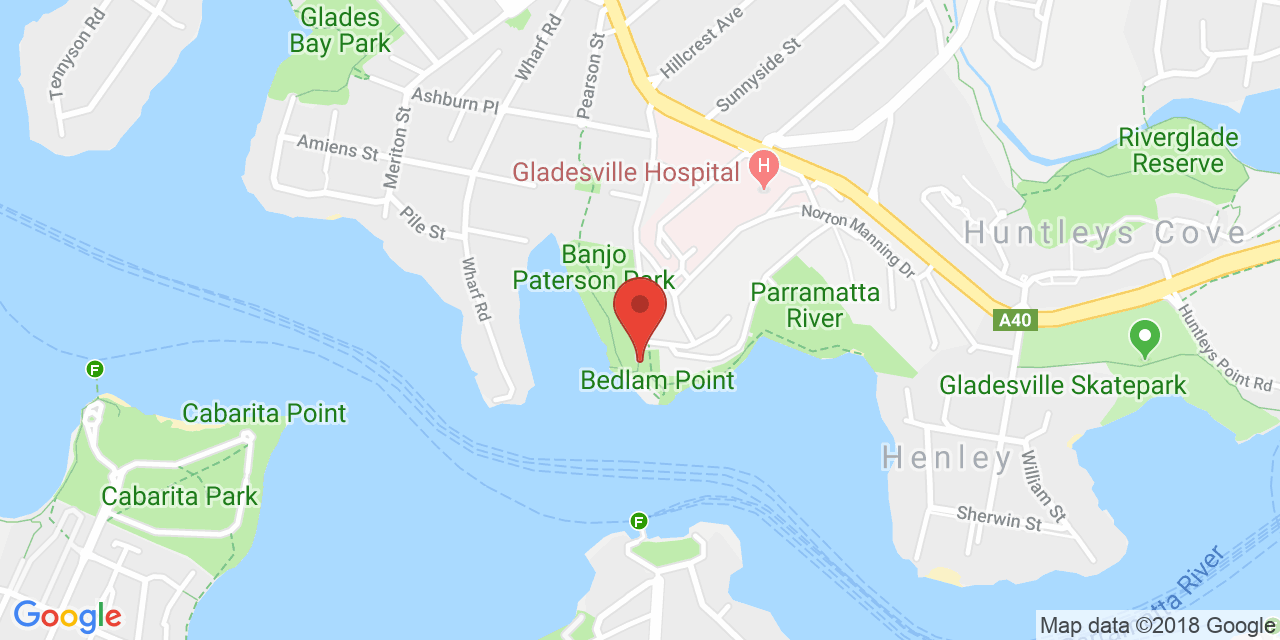 Glades
Bay Park
Tennyson Rd
Wharf Rd
Pearson St
Hillcrest Ave
Sunnyside St
Ashburn Pl
Meriton St
Amiens St
Pile St
Wharf Rd
Gladesville Hospital
H
Riverglade
Reserve
Norton Manning Dr
Huntleys Cove
Banjo
Paterson Park
Parramatta
River
A40
Huntleys Point Rd
F
Bedlam Point
Gladesville Skatepark
Cabarita Point
Henley
William St
Cabarita Park
Sherwin St
F
Parramatta River
Google
Map data ©2018 Google